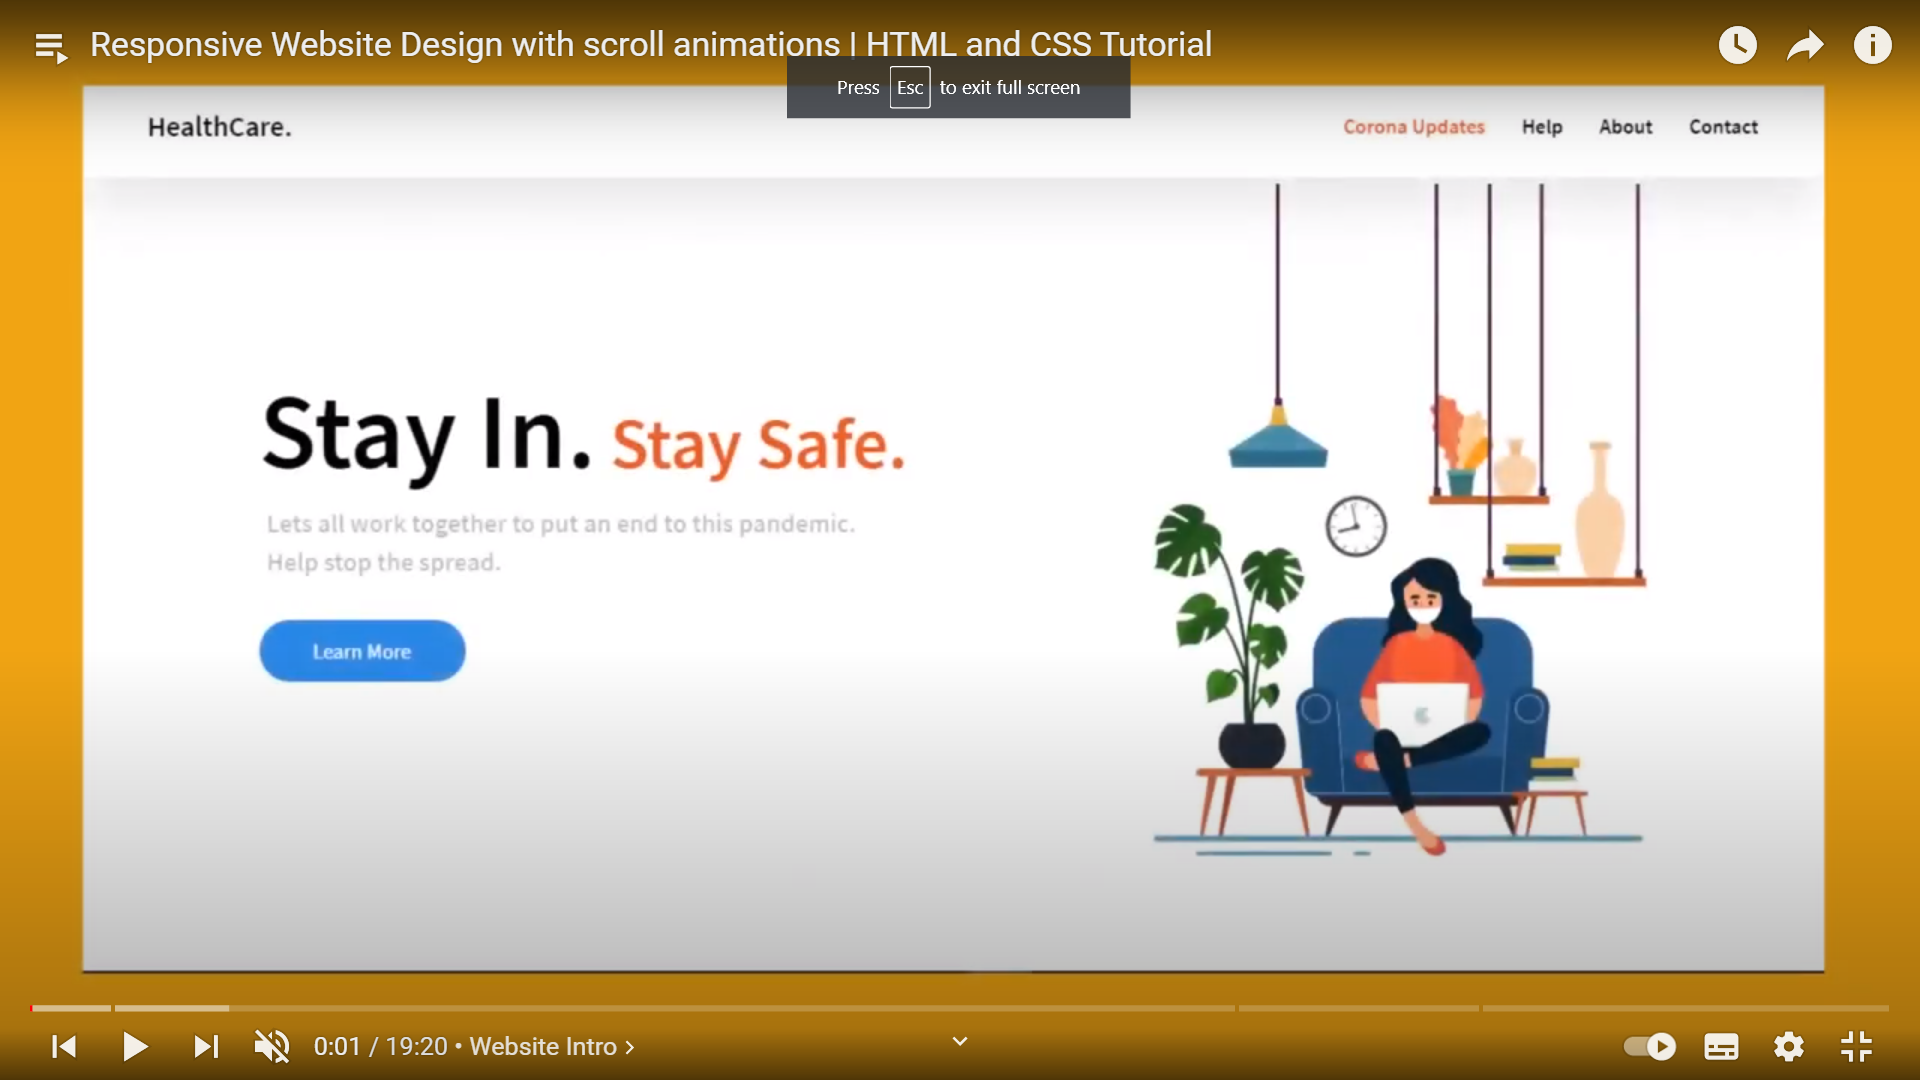 Responsive Website Design with scroll animations | HTML and CSS Tutorial
Press Esc to exit full screen
HealthCare.
Corona Updates Help About Contact
Stay In. Stay Safe.
Lets all work together to put an end to this pandemic.
Help stop the spread.
Learn More
0:01 / 19:20 • Website Intro